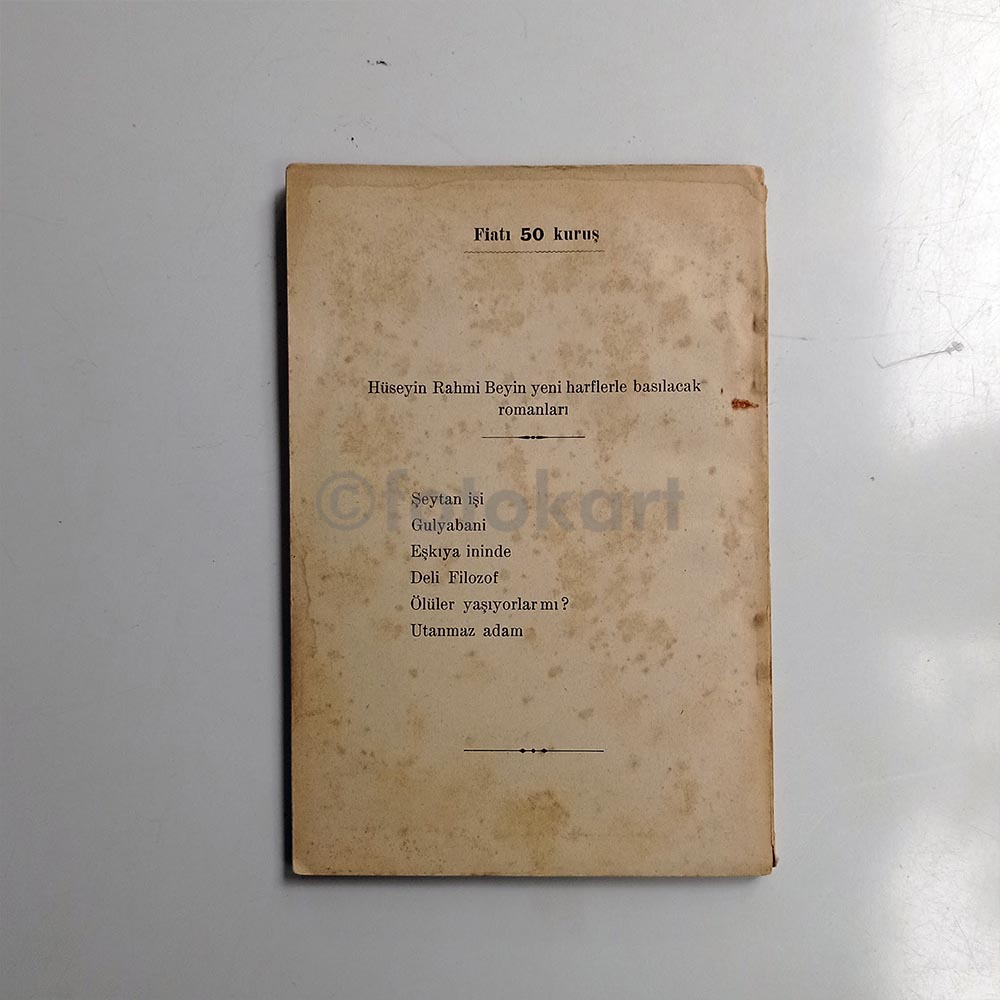 Fiatı 50 kuruş
Hüseyin Rahmi Beyin yeni harflerle basılacak
romanları
©fotokart
Şeytan işi
Gulyabani
Eşkıya ininde
Deli Filozof
Ölüler yaşıyorlar mı?
Utanmaz adam